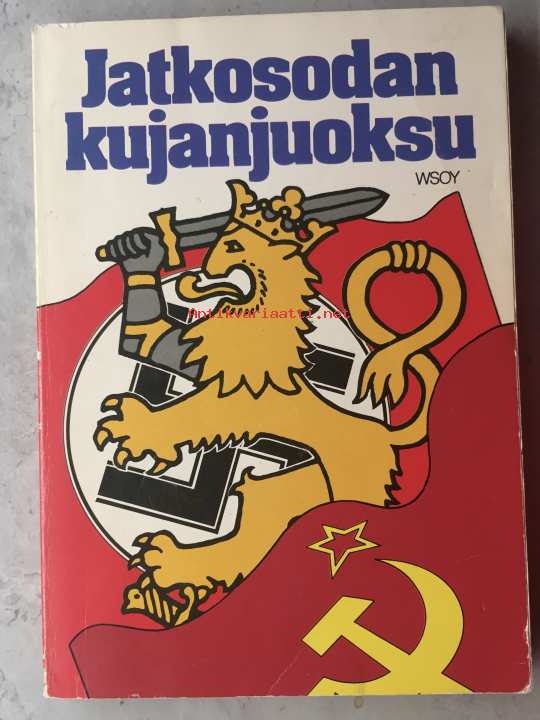 Jatkosodan
kujanjuoksu
WSOY
Antikvariaatti.net